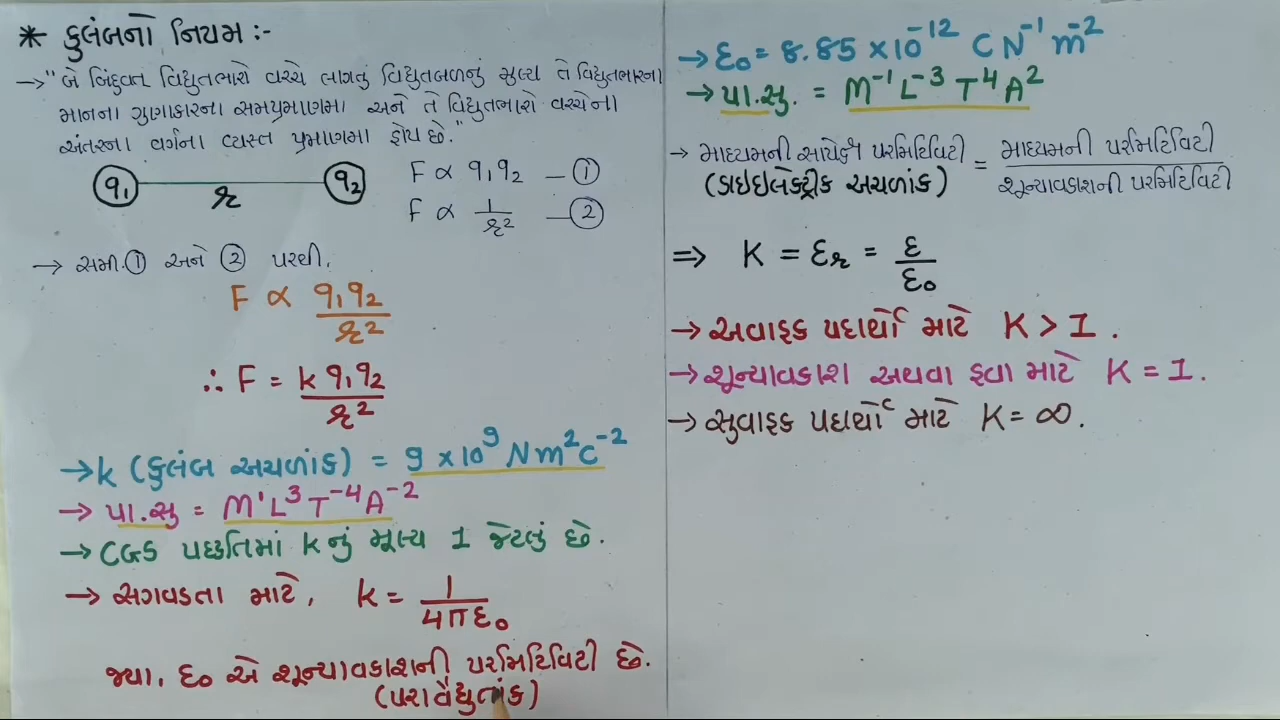 * કુલંબનો નિયમ :-
→ "બે બિંદુવત્ વિદ્યુતભારો વચ્ચે લાગતું વિદ્યુતબળનું મુલ્ય તે વિદ્યુતભારના
માનના ગુણાકારના સમપ્રમાણમા અને તે વિદ્યુતભારો વચ્ચેના
અંતરના વર્ગના વ્યસ્ત પ્રમાણમા હોય છે."
q₁ r q₂
F ∝ q₁q₂ — ①
F ∝ 1/r² — ②
→ સમી.① અને ② પરથી,
F ∝ q₁q₂/r²
∴ F = k q₁q₂/r²
→ k (કુલંબ અચળાંક) = 9 ×10⁹ Nm²C⁻²
→ પા.સુ = M¹L³T⁻⁴A⁻²
→ CGS પદ્ધતિમાં k નું મૂલ્ય 1 જેટલું છે.
→ સગવડતા માટે, k = 1/4πε₀
જ્યા, ε₀ એ શૂન્યાવકાશની પરમિટિવિટી છે.
(પરાવૈદ્યુતાંક)
→ ε₀ = 8.85 ×10⁻¹² CN⁻¹m⁻²
→ પા.સુ. = M⁻¹L⁻³T⁴A²
→ માધ્યમની સાપેક્ષ પરમિટિવિટી = માધ્યમની પરમિટિવિટી/શૂન્યાવકાશની પરમિટિવિટી
(ડાઇઇલેક્ટ્રીક અચળાંક)
⇒ K = εr = ε/ε₀
→ અવાહક પદાર્થો માટે K > 1.
→ શૂન્યાવકાશ અથવા હવા માટે K = 1.
→ સુવાહક પદાર્થો માટે K = ∞.